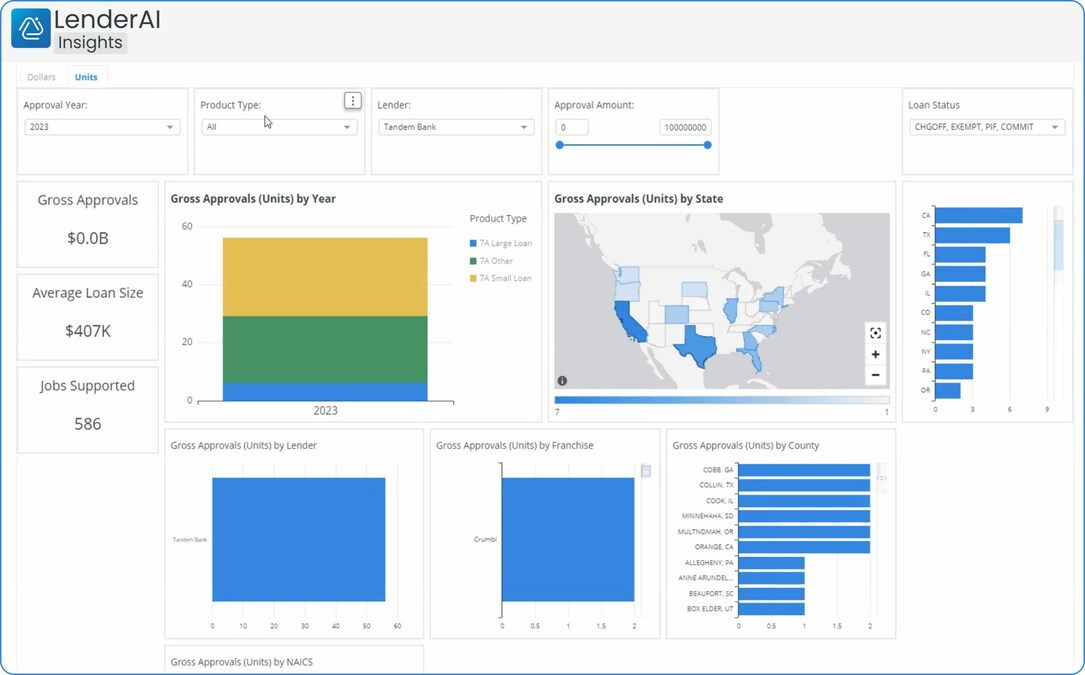 LenderAI
Insights
Dollars
Units
Approval Year:
2023
Product Type:
All
Lender:
Tandem Bank
Approval Amount:
0
100000000
Loan Status
CHGOFF, EXEMPT, PIF, COMMIT
Gross Approvals
$0.0B
Average Loan Size
$407K
Jobs Supported
586
Gross Approvals (Units) by Year
60
40
20
0
2023
Product Type
7A Large Loan
7A Other
7A Small Loan
Gross Approvals (Units) by State
7
1
CA
TX
FL
GA
IL
CO
NC
NY
PA
OR
0 3 6 9
Gross Approvals (Units) by Lender
Tandem Bank
0 10 20 30 40 50 60
Gross Approvals (Units) by Franchise
Crumbl
0 0.5 1 1.5 2
Gross Approvals (Units) by County
COBB, GA
COLLIN, TX
COOK, IL
MINNEHAHA, SD
MULTNOMAH, OR
ORANGE, CA
ALLEGHENY, PA
ANNE ARUNDEL...
BEAUFORT, SC
BOX ELDER, UT
0 0.5 1 1.5 2
Gross Approvals (Units) by NAICS